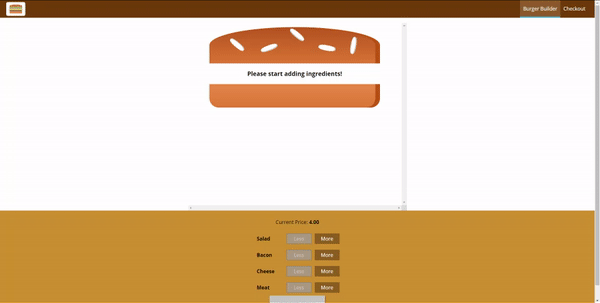 Burger Builder Checkout
Please start adding ingredients!
Current Price: 4.00
Salad Less More
Bacon Less More
Cheese Less More
Meat Less More